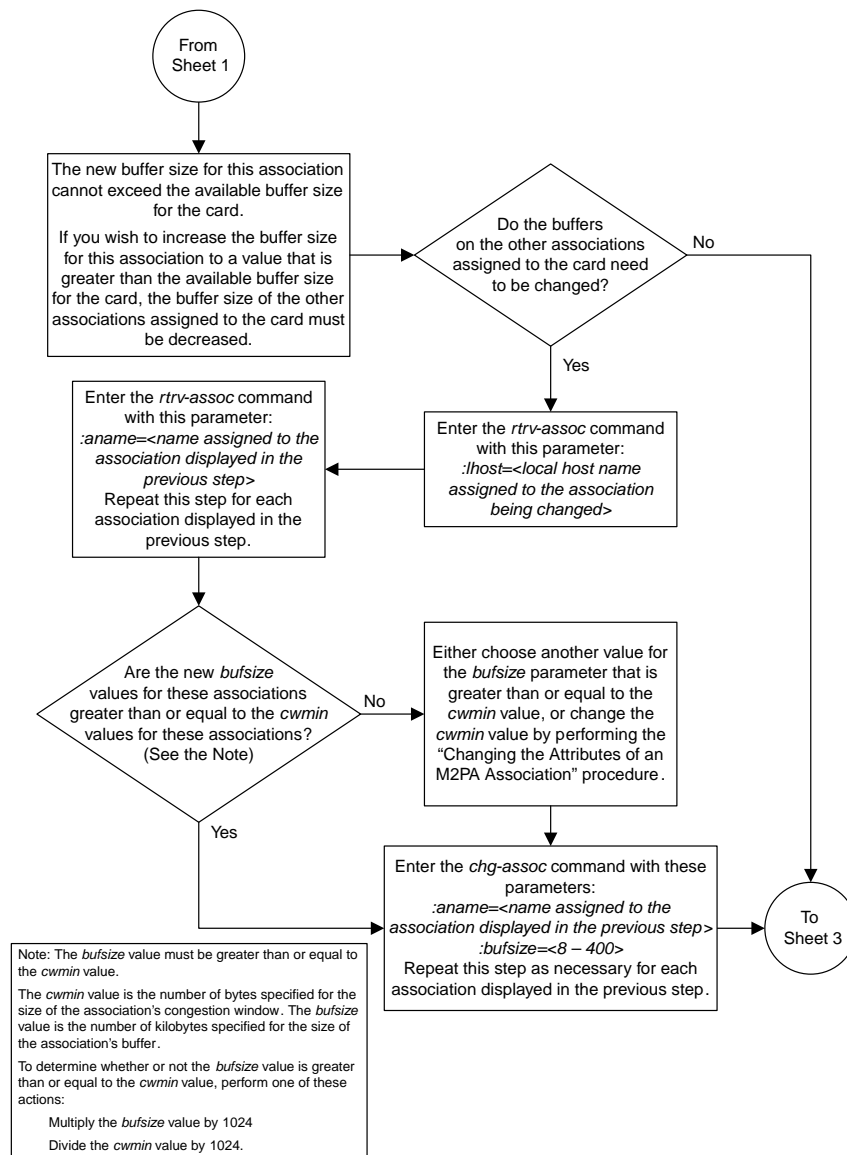 From
Sheet 1
The new buffer size for this association
cannot exceed the available buffer size
for the card.
If you wish to increase the buffer size
for this association to a value that is
greater than the available buffer size
for the card, the buffer size of the other
associations assigned to the card must
be decreased.
Do the buffers
on the other associations
assigned to the card need
to be changed?
No
Yes
Enter the rtrv-assoc command
with this parameter:
:lhost=<local host name
assigned to the association
being changed>
Enter the rtrv-assoc command
with this parameter:
:aname=<name assigned to the
association displayed in the
previous step>
Repeat this step for each
association displayed in the
previous step.
Are the new bufsize
values for these associations
greater than or equal to the cwmin
values for these associations?
(See the Note)
No
Yes
Either choose another value for
the bufsize parameter that is
greater than or equal to the
cwmin value, or change the
cwmin value by performing the
“Changing the Attributes of an
M2PA Association” procedure.
Enter the chg-assoc command with these
parameters:
:aname=<name assigned to the
association displayed in the previous step>
:bufsize=<8 – 400>
Repeat this step as necessary for each
association displayed in the previous step.
To
Sheet 3
Note: The bufsize value must be greater than or equal to
the cwmin value.
The cwmin value is the number of bytes specified for the
size of the association’s congestion window. The bufsize
value is the number of kilobytes specified for the size of
the association’s buffer.
To determine whether or not the bufsize value is greater
than or equal to the cwmin value, perform one of these
actions:
Multiply the bufsize value by 1024
Divide the cwmin value by 1024.